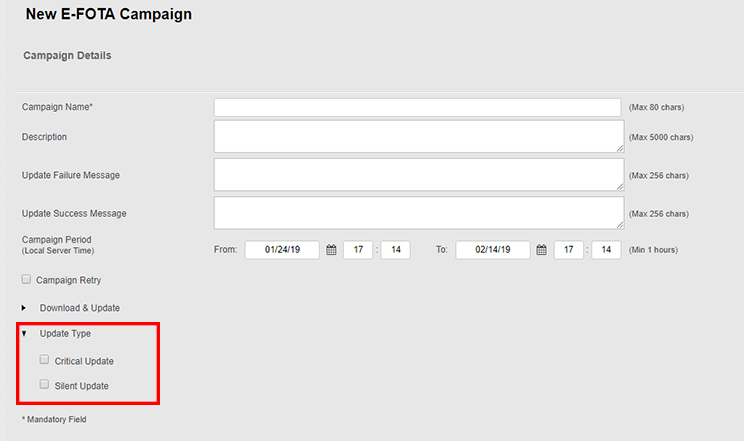 New E-FOTA Campaign
Campaign Details
Campaign Name* (Max 80 chars)
Description (Max 5000 chars)
Update Failure Message (Max 256 chars)
Update Success Message (Max 256 chars)
Campaign Period
(Local Server Time) From: 01/24/19 17 : 14 To: 02/14/19 17 : 14 (Min 1 hours)
Campaign Retry
Download & Update
Update Type
Critical Update
Silent Update
* Mandatory Field